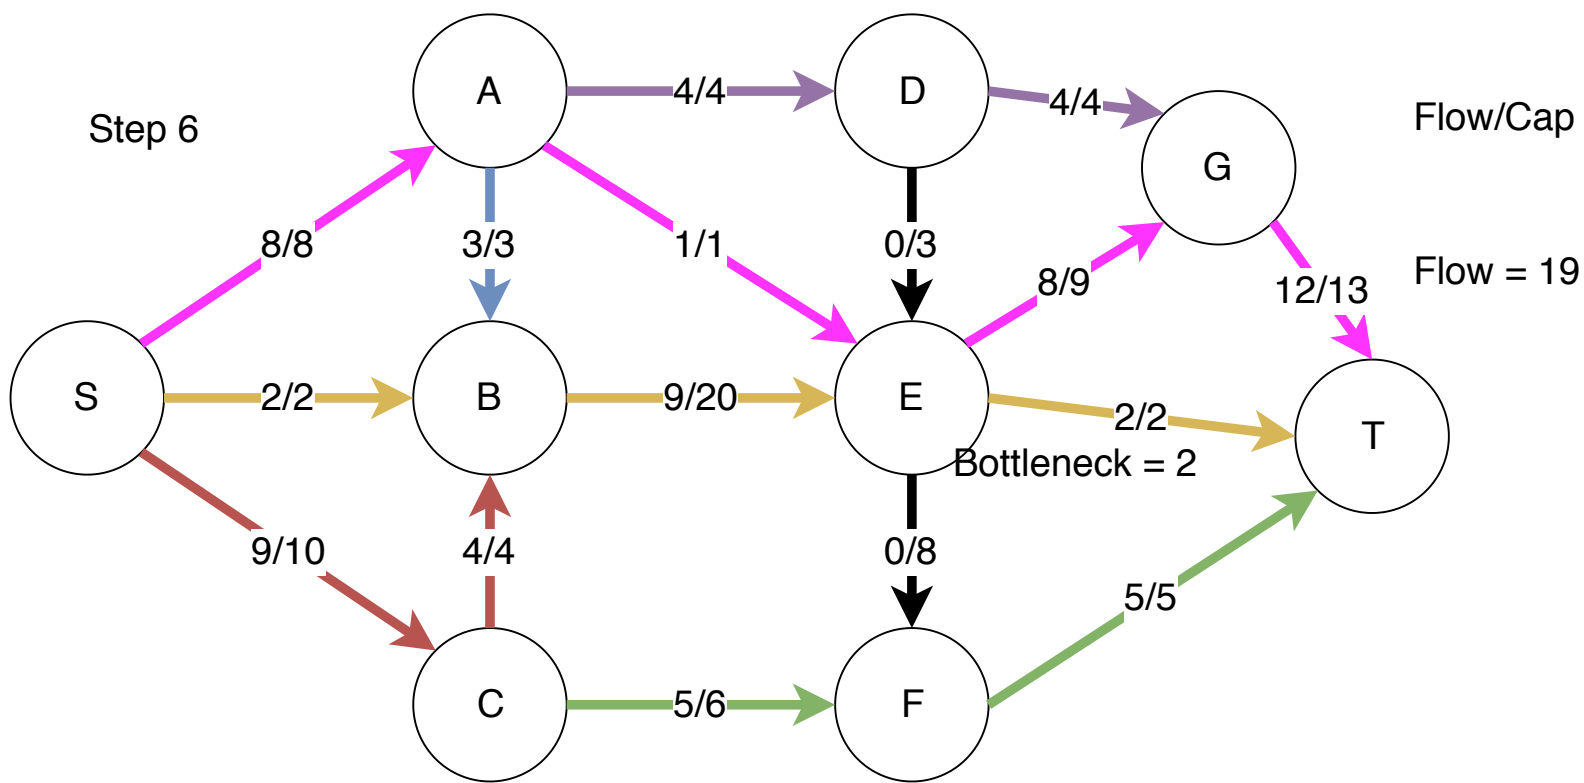 A
D
4/4
4/4
Step 6
Flow/Cap
G
8/8
3/3
1/1
0/3
8/9
12/13
Flow = 19
S
2/2
B
9/20
E
2/2
T
Bottleneck = 2
9/10
4/4
0/8
5/5
C
5/6
F